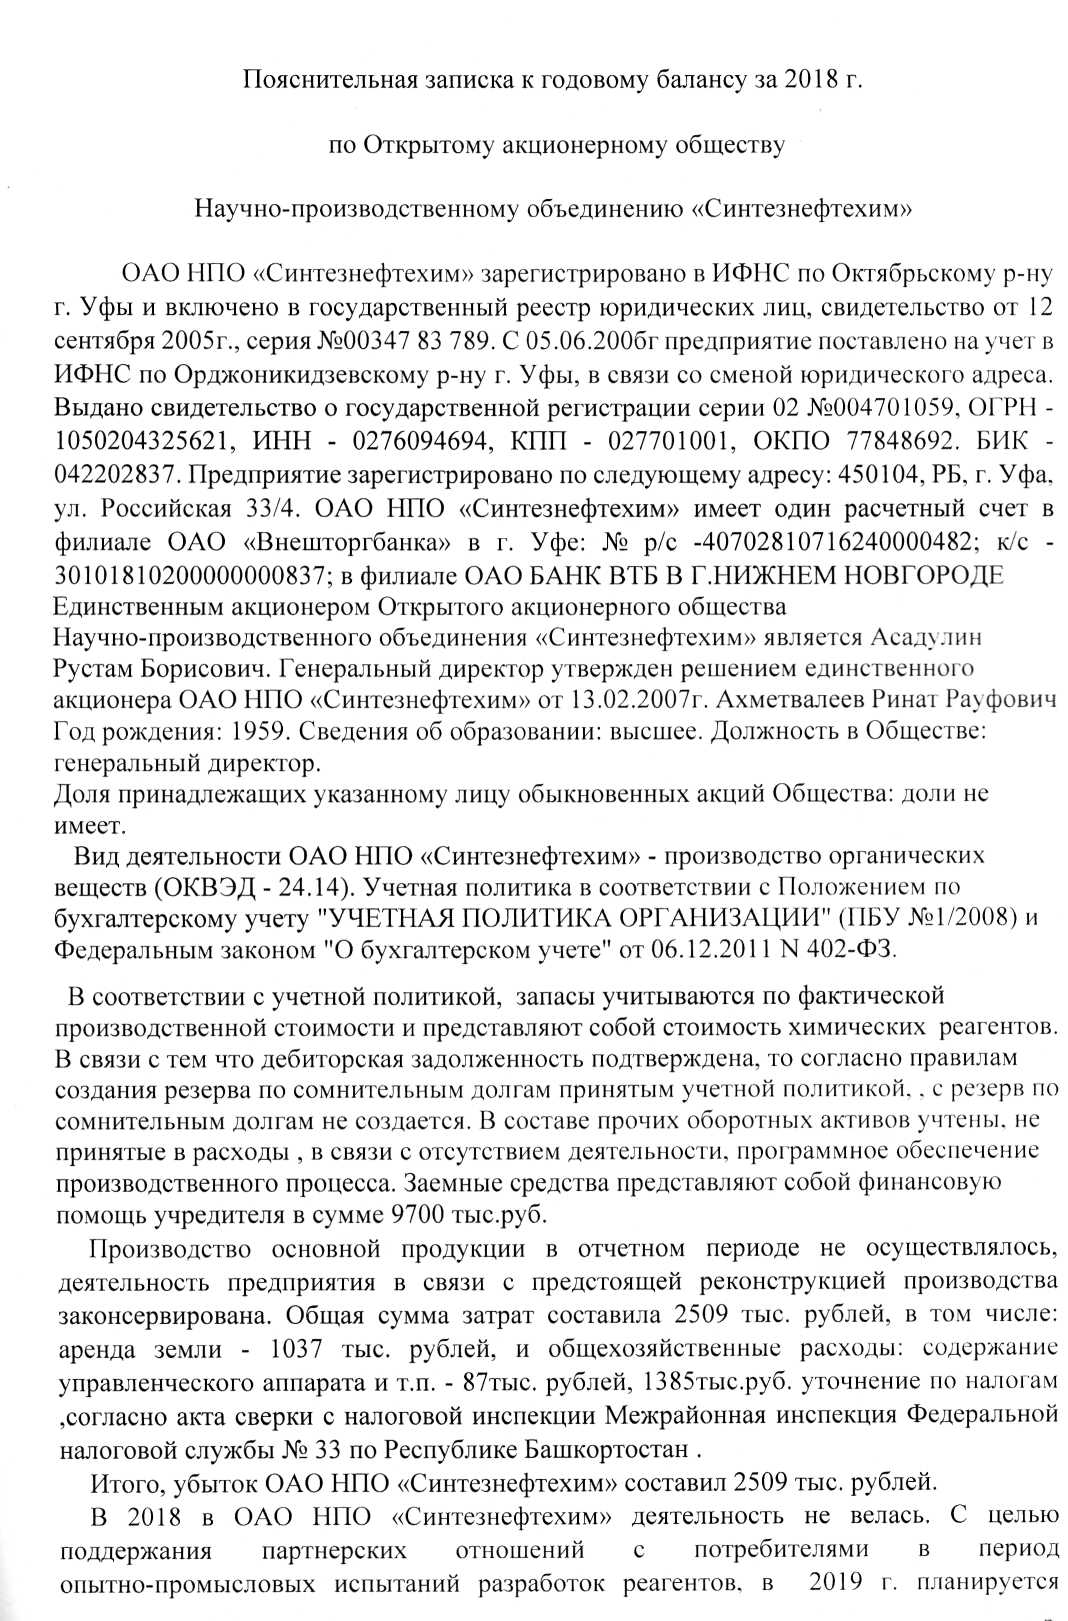 Пояснительная записка к годовому балансу за 2018 г.
по Открытому акционерному обществу
Научно-производственному объединению «Синтезнефтехим»
ОАО НПО «Синтезнефтехим» зарегистрировано в ИФНС по Октябрьскому р-ну
г. Уфы и включено в государственный реестр юридических лиц, свидетельство от 12
сентября 2005г., серия №00347 83 789. С 05.06.2006г предприятие поставлено на учет в
ИФНС по Орджоникидзевскому р-ну г. Уфы, в связи со сменой юридического адреса.
Выдано свидетельство о государственной регистрации серии 02 №004701059, ОГРН -
1050204325621, ИНН - 0276094694, КПП - 027701001, ОКПО 77848692. БИК -
042202837. Предприятие зарегистрировано по следующему адресу: 450104, РБ, г. Уфа,
ул. Российская 33/4. ОАО НПО «Синтезнефтехим» имеет один расчетный счет в
филиале ОАО «Внешторгбанка» в г. Уфе: № р/с -40702810716240000482; к/с -
30101810200000000837; в филиале ОАО БАНК ВТБ В Г.НИЖНЕМ НОВГОРОДЕ
Единственным акционером Открытого акционерного общества
Научно-производственного объединения «Синтезнефтехим» является Асадулин
Рустам Борисович. Генеральный директор утвержден решением единственного
акционера ОАО НПО «Синтезнефтехим» от 13.02.2007г. Ахметвалеев Ринат Рауфович
Год рождения: 1959. Сведения об образовании: высшее. Должность в Обществе:
генеральный директор.
Доля принадлежащих указанному лицу обыкновенных акций Общества: доли не
имеет.
Вид деятельности ОАО НПО «Синтезнефтехим» - производство органических
веществ (ОКВЭД - 24.14). Учетная политика в соответствии с Положением по
бухгалтерскому учету "УЧЕТНАЯ ПОЛИТИКА ОРГАНИЗАЦИИ" (ПБУ №1/2008) и
Федеральным законом "О бухгалтерском учете" от 06.12.2011 N 402-ФЗ.
В соответствии с учетной политикой, запасы учитываются по фактической
производственной стоимости и представляют собой стоимость химических реагентов.
В связи с тем что дебиторская задолженность подтверждена, то согласно правилам
создания резерва по сомнительным долгам принятым учетной политикой, , с резерв по
сомнительным долгам не создается. В составе прочих оборотных активов учтены, не
принятые в расходы , в связи с отсутствием деятельности, программное обеспечение
производственного процесса. Заемные средства представляют собой финансовую
помощь учредителя в сумме 9700 тыс.руб.
Производство основной продукции в отчетном периоде не осуществлялось,
деятельность предприятия в связи с предстоящей реконструкцией производства
законсервирована. Общая сумма затрат составила 2509 тыс. рублей, в том числе:
аренда земли - 1037 тыс. рублей, и общехозяйственные расходы: содержание
управленческого аппарата и т.п. - 87тыс. рублей, 1385тыс.руб. уточнение по налогам
,согласно акта сверки с налоговой инспекции Межрайонная инспекция Федеральной
налоговой службы № 33 по Республике Башкортостан .
Итого, убыток ОАО НПО «Синтезнефтехим» составил 2509 тыс. рублей.
В 2018 в ОАО НПО «Синтезнефтехим» деятельность не велась. С целью
поддержания партнерских отношений с потребителями в период
опытно-промысловых испытаний разработок реагентов, в 2019 г. планируется